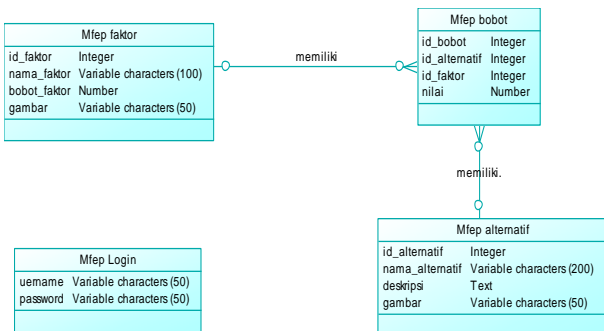 Mfep faktor
id_faktor Integer
nama_faktor Variable characters (100)
bobot_faktor Number
gambar Variable characters (50)
memiliki
Mfep bobot
id_bobot Integer
id_alternatif Integer
id_faktor Integer
nilai Number
memiliki.
Mfep Login
uername Variable characters (50)
password Variable characters (50)
Mfep alternatif
id_alternatif Integer
nama_alternatif Variable characters (200)
deskripsi Text
gambar Variable characters (50)